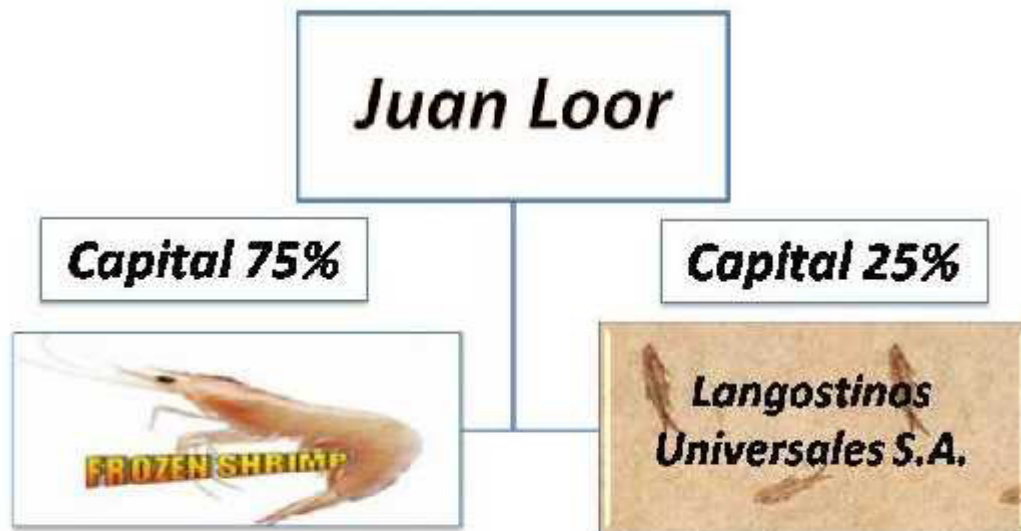 Juan Loor
Capital 75%
Capital 25%
FROZEN SHRIMP
Langostinos
Universales S.A.